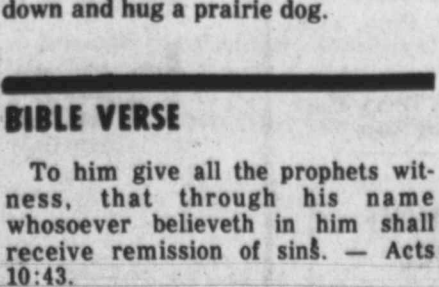 down and hug a prairie dog.
BIBLE VERSE
To him give all the prophets wit-
ness, that through his name
whosoever believeth in him shall
receive remission of sins. — Acts
10:43.